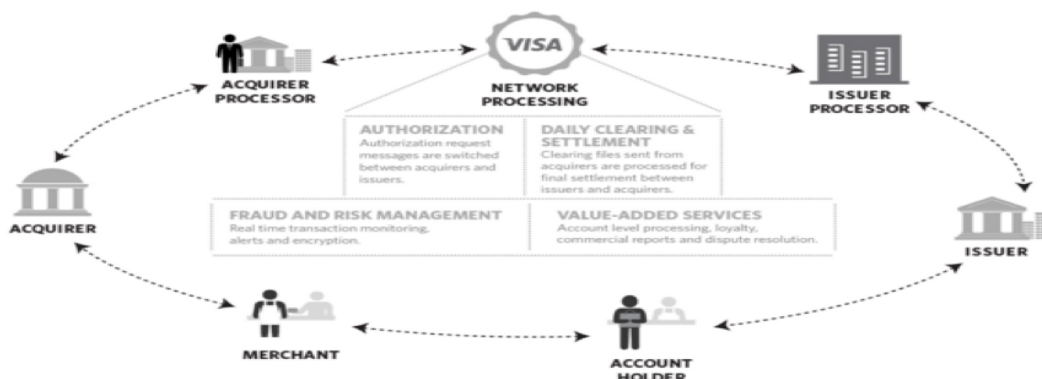 VISA
NETWORK
PROCESSING
ACQUIRER
PROCESSOR
ISSUER
PROCESSOR
AUTHORIZATION
Authorization request
messages are switched
between acquirers and
issuers.
DAILY CLEARING &
SETTLEMENT
Clearing files sent from
acquirers are processed for
final settlement between
issuers and acquirers.
ACQUIRER
FRAUD AND RISK MANAGEMENT
Real time transaction monitoring,
alerts and encryption.
VALUE-ADDED SERVICES
Account level processing, loyalty,
commercial reports and dispute resolution.
ISSUER
MERCHANT
ACCOUNT
HOLDER